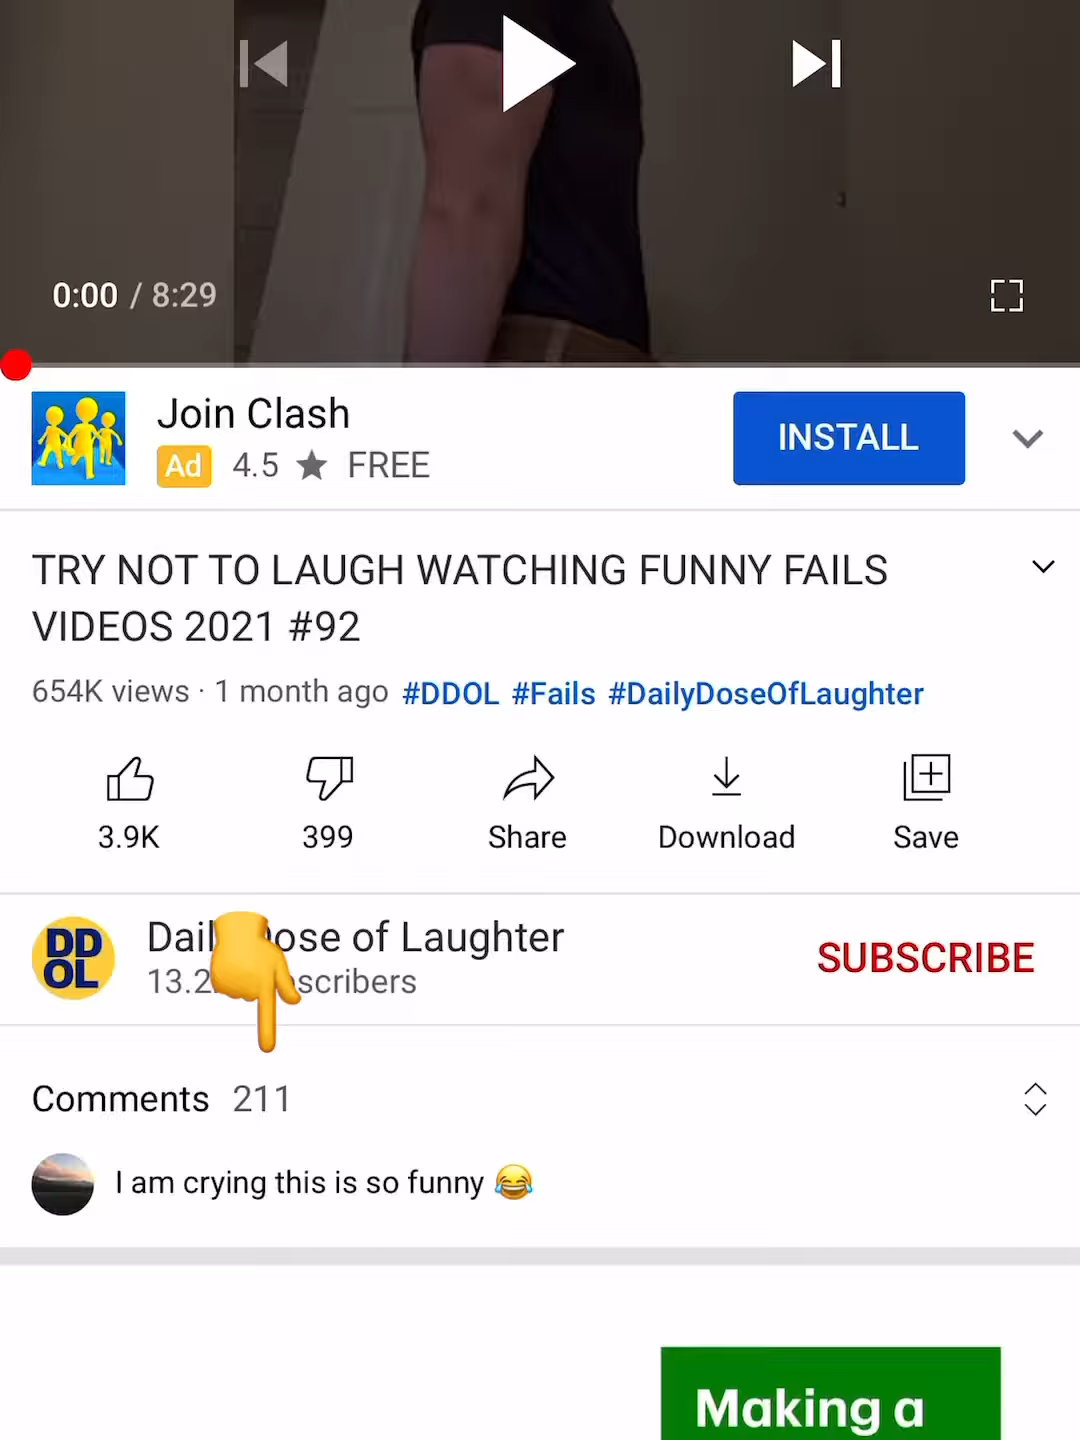 0:00 / 8:29
Join Clash
Ad 4.5 ★ FREE
INSTALL
TRY NOT TO LAUGH WATCHING FUNNY FAILS
VIDEOS 2021 #92
654K views · 1 month ago #DDOL #Fails #DailyDoseOfLaughter
3.9K
399
Share
Download
Save
DD
OL
of Laughter
SUBSCRIBE
Comments 211
I am crying this is so funny 😂
Making a